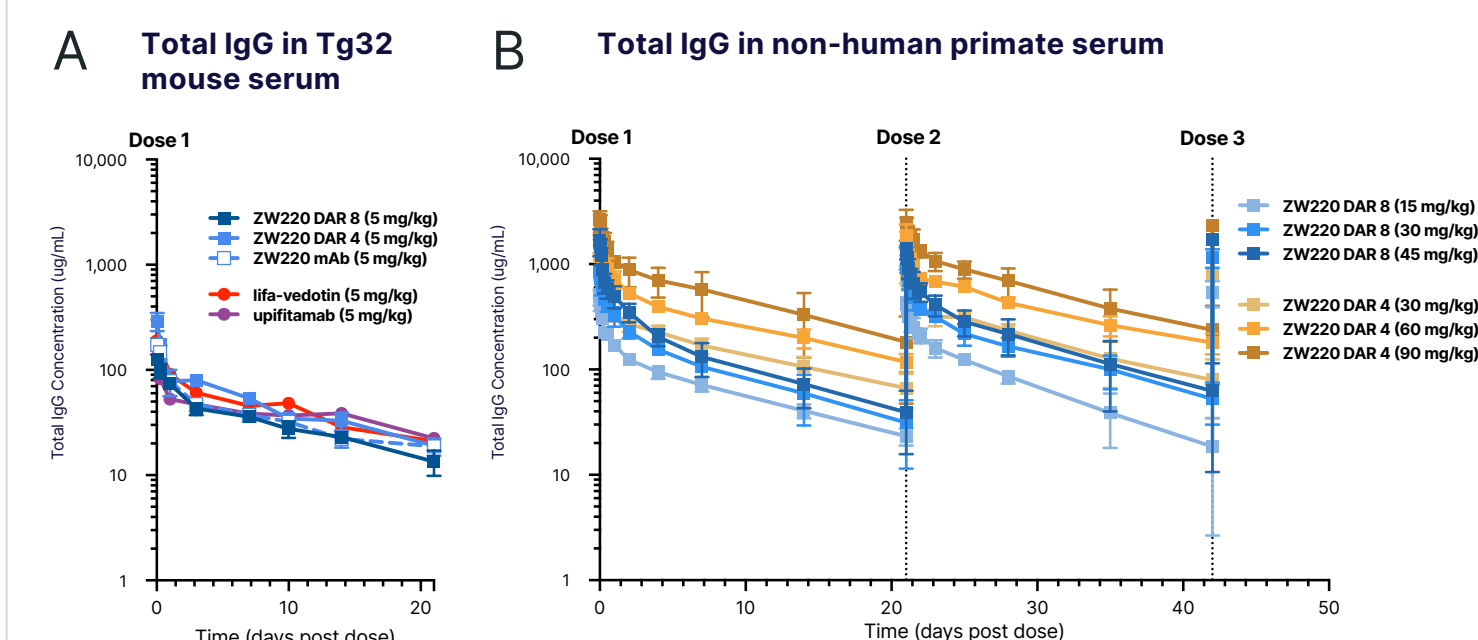 A
Total IgG in Tg32
mouse serum
Dose 1
10,000
1,000
100
10
1
Total IgG Concentration (ug/mL)
ZW220 DAR 8 (5 mg/kg)
ZW220 DAR 4 (5 mg/kg)
ZW220 mAb (5 mg/kg)
lifa-vedotin (5 mg/kg)
upifitamab (5 mg/kg)
0
10
20
Time (days post dose)
B
Total IgG in non-human primate serum
Dose 1
Dose 2
Dose 3
10,000
1,000
100
10
1
Total IgG Concentration (ug/mL)
ZW220 DAR 8 (15 mg/kg)
ZW220 DAR 8 (30 mg/kg)
ZW220 DAR 8 (45 mg/kg)
ZW220 DAR 4 (30 mg/kg)
ZW220 DAR 4 (60 mg/kg)
ZW220 DAR 4 (90 mg/kg)
0
10
20
30
40
50
Time (days post dose)